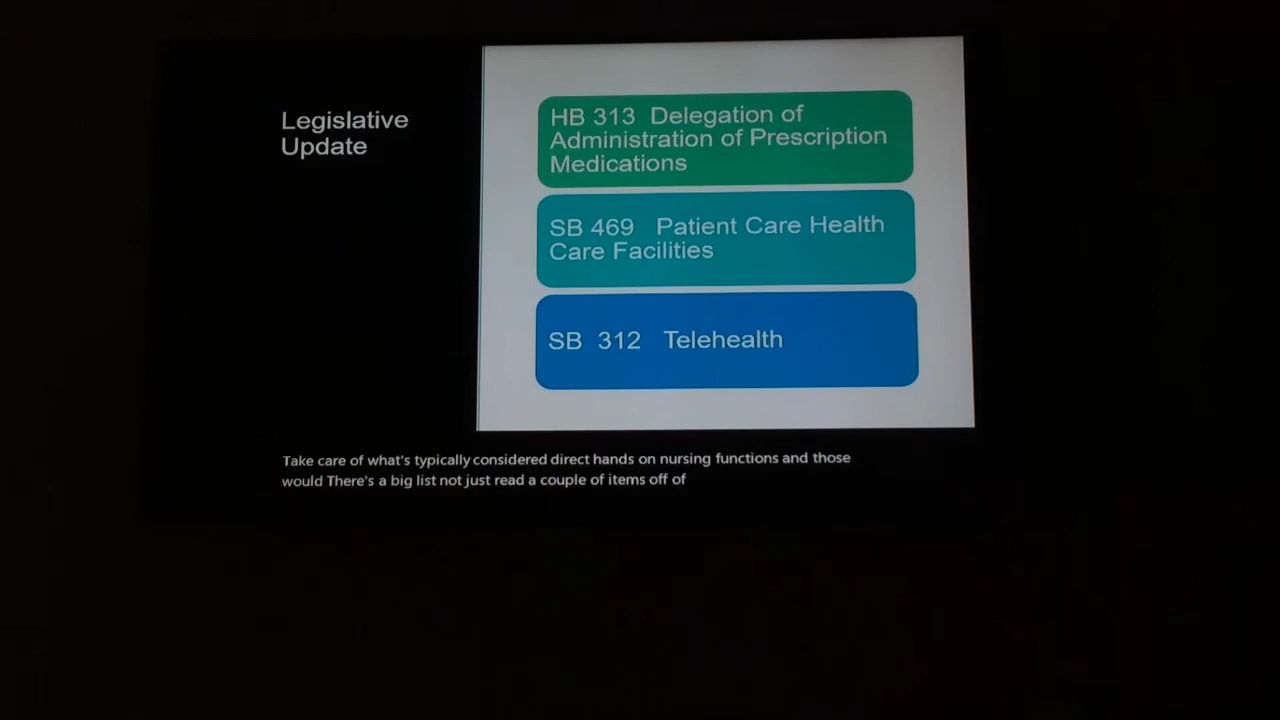 Legislative
Update
HB 313 Delegation of
Administration of Prescription
Medications
SB 469 Patient Care Health
Care Facilities
SB 312 Telehealth
Take care of what's typically considered direct hands on nursing functions and those
would There's a big list not just read a couple of items off of